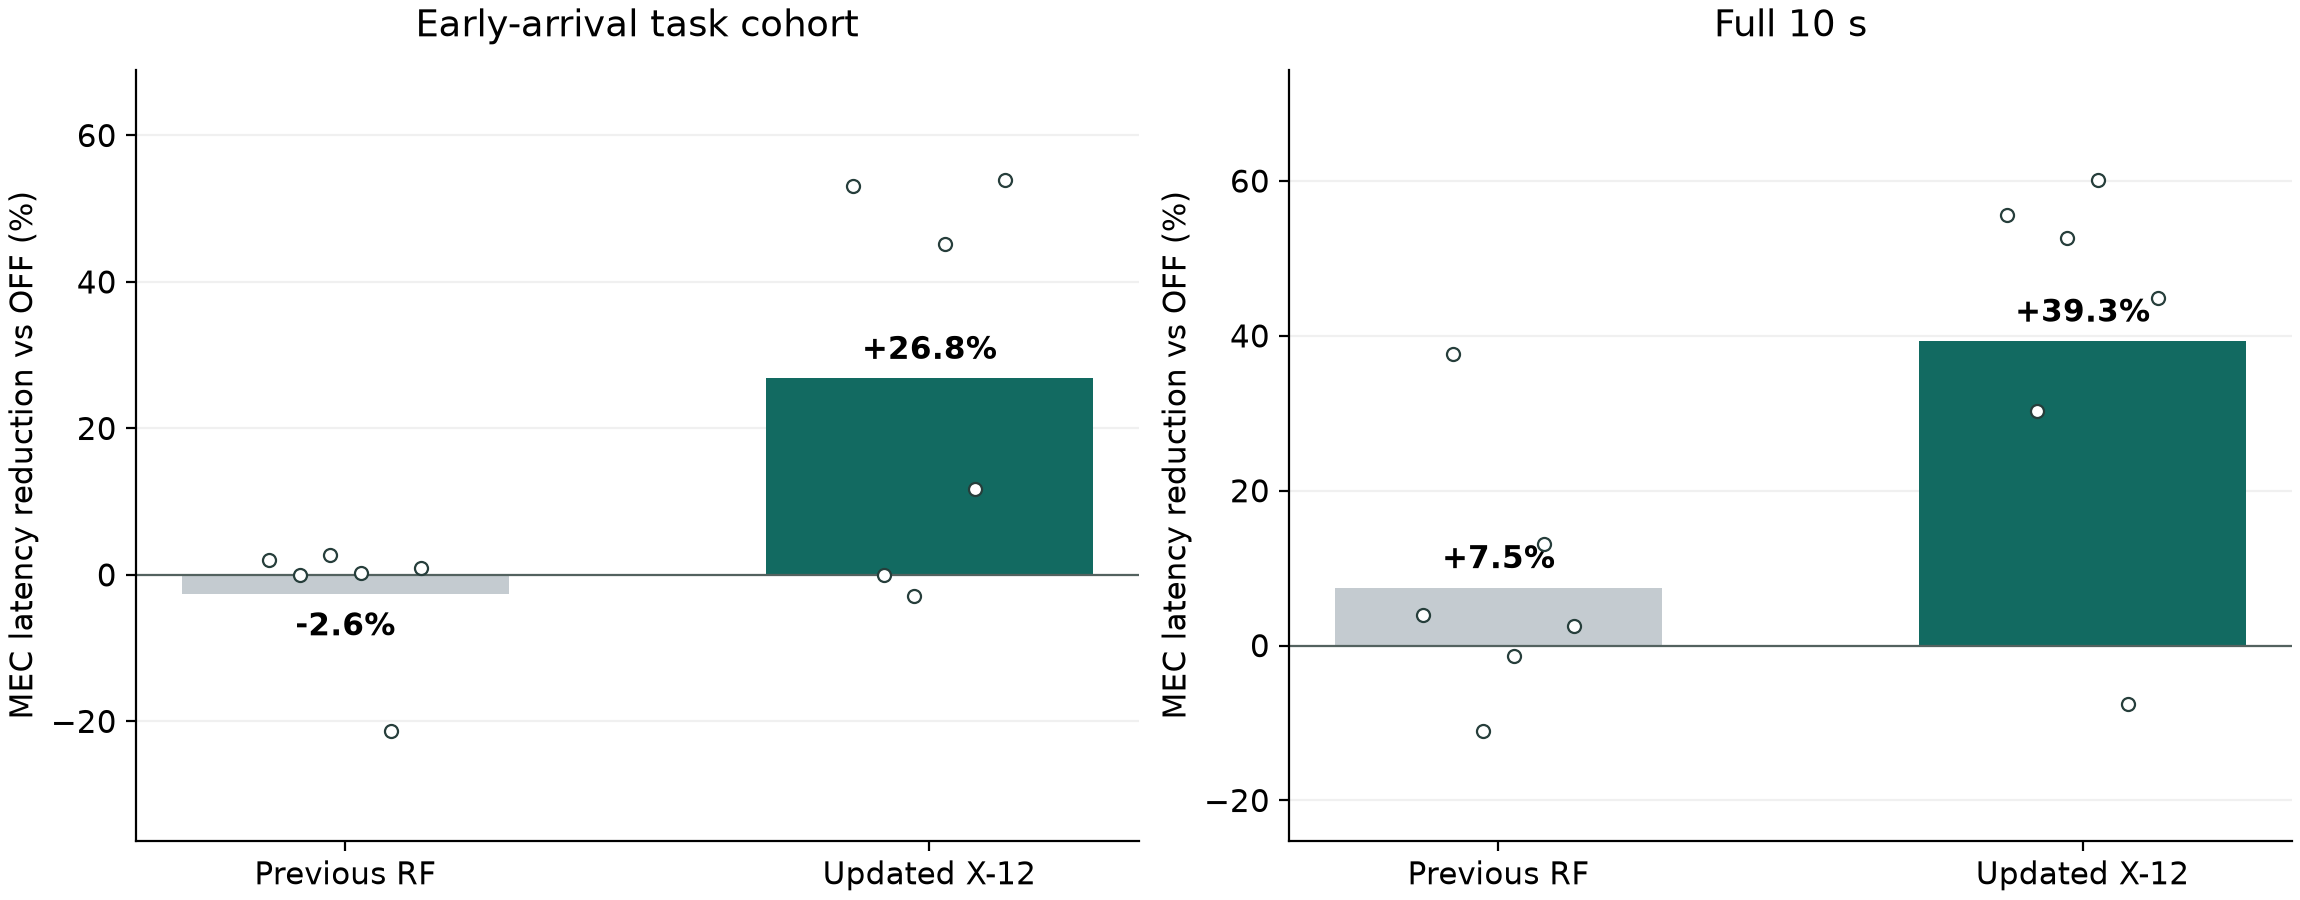 Early-arrival task cohort
MEC latency reduction vs OFF (%)
60
40
20
0
−20
+26.8%
-2.6%
Previous RF
Updated X-12
Full 10 s
MEC latency reduction vs OFF (%)
60
40
20
0
−20
+39.3%
+7.5%
Previous RF
Updated X-12